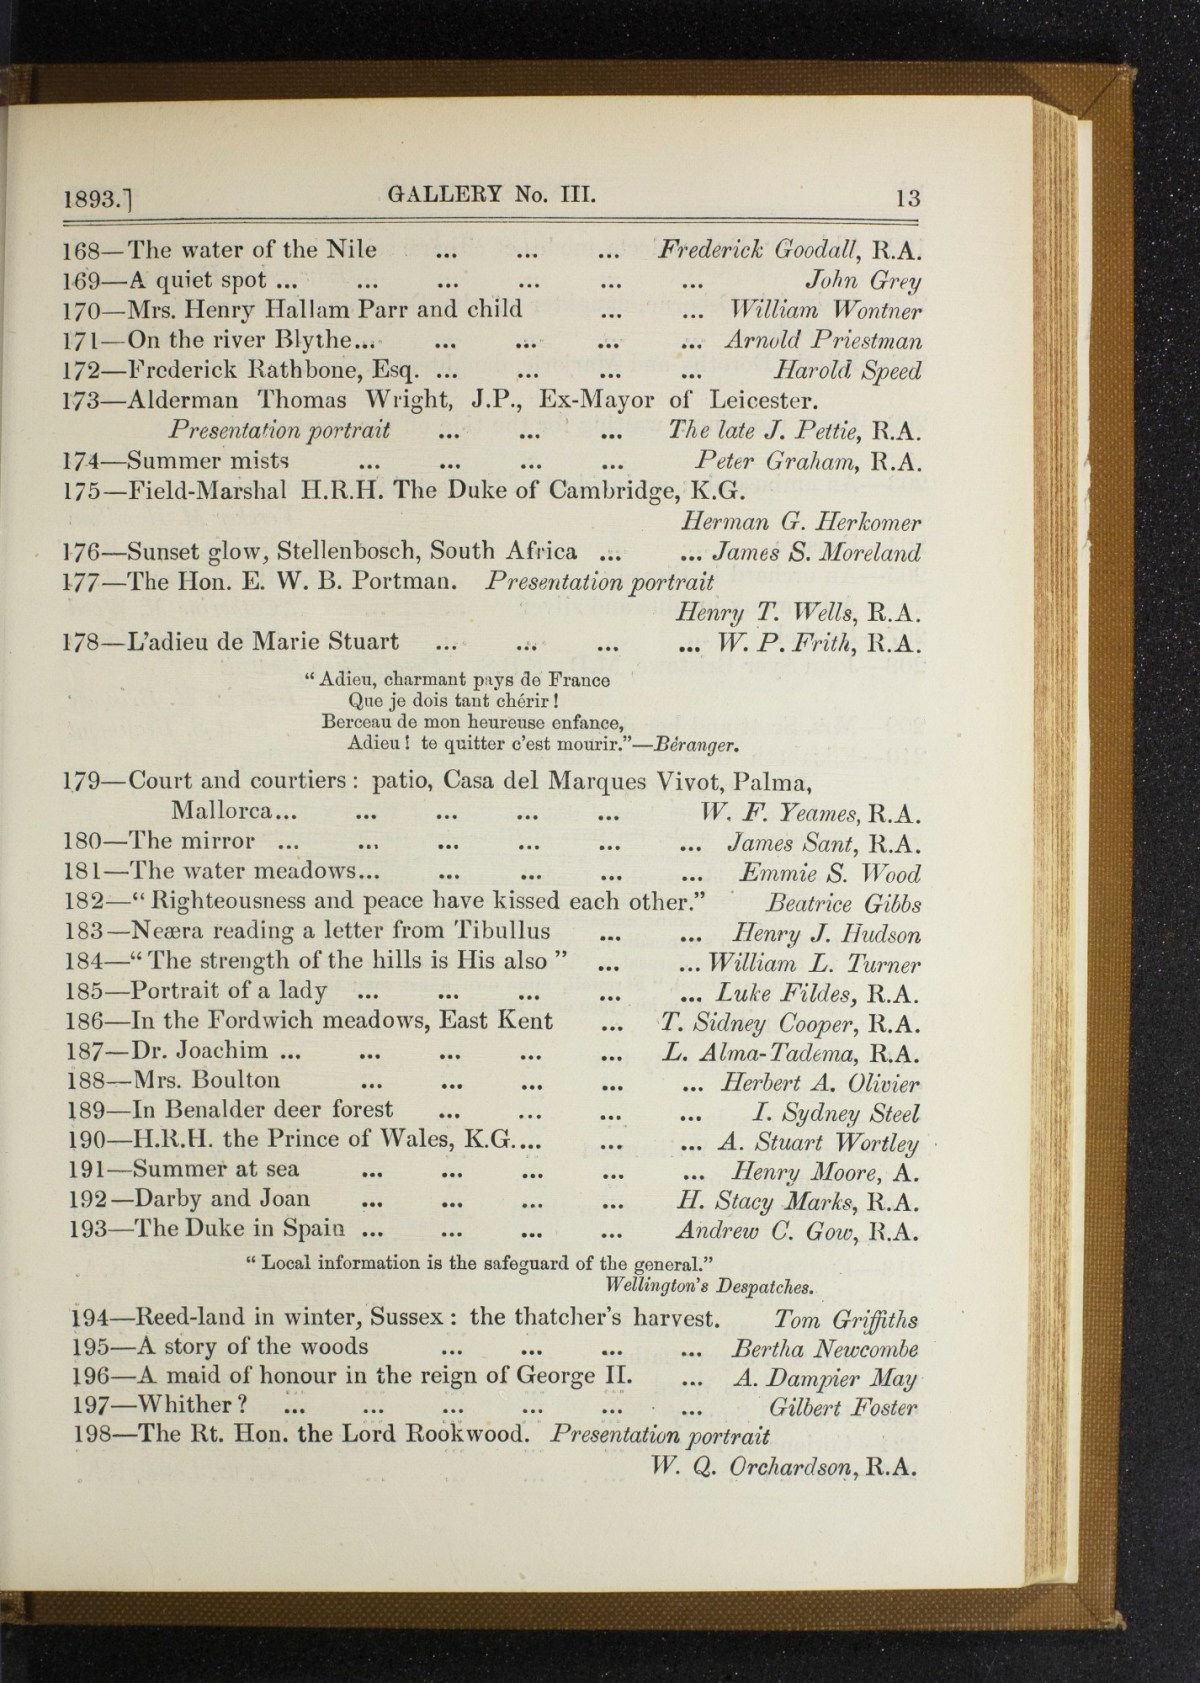 1893.]
GALLERY No. III.
13
168—The water of the Nile ... ... ... Frederick Goodall, R.A.
169—A quiet spot ... ... ... ... ... ... John Grey
170—Mrs. Henry Hallam Parr and child ... ... William Wontner
171—On the river Blythe... ... ... ... ... Arnold Priestman
172—Frederick Rathbone, Esq. ... ... ... ... Harold Speed
173—Alderman Thomas Wright, J.P., Ex-Mayor of Leicester.
Presentation portrait ... ... ... The late J. Pettie, R.A.
174—Summer mists ... ... ... ... Peter Graham, R.A.
175—Field-Marshal H.R.H. The Duke of Cambridge, K.G.
Herman G. Herkomer
176—Sunset glow, Stellenbosch, South Africa ... ... James S. Moreland
177—The Hon. E. W. B. Portman. Presentation portrait
Henry T. Wells, R.A.
178—L'adieu de Marie Stuart ... ... ... ... W. P. Frith, R.A.
"Adieu, charmant pays de France
Que je dois tant chérir!
Berceau de mon heureuse enfance,
Adieu! te quitter c'est mourir."—Béranger.
179—Court and courtiers: patio, Casa del Marques Vivot, Palma,
Mallorca... ... ... ... ... W. F. Yeames, R.A.
180—The mirror ... ... ... ... ... ... James Sant, R.A.
181—The water meadows... ... ... ... ... Emmie S. Wood
182—"Righteousness and peace have kissed each other." Beatrice Gibbs
183—Neæra reading a letter from Tibullus ... ... Henry J. Hudson
184—"The strength of the hills is His also" ... ... William L. Turner
185—Portrait of a lady ... ... ... ... ... Luke Fildes, R.A.
186—In the Fordwich meadows, East Kent ... T. Sidney Cooper, R.A.
187—Dr. Joachim ... ... ... ... ... L. Alma-Tadema, R.A.
188—Mrs. Boulton ... ... ... ... ... Herbert A. Olivier
189—In Benalder deer forest ... ... ... ... I. Sydney Steel
190—H.R.H. the Prince of Wales, K.G.... ... ... A. Stuart Wortley
191—Summer at sea ... ... ... ... ... Henry Moore, A.
192—Darby and Joan ... ... ... ... H. Stacy Marks, R.A.
193—The Duke in Spain ... ... ... ... Andrew C. Gow, R.A.
"Local information is the safeguard of the general."
Wellington's Despatches.
194—Reed-land in winter, Sussex: the thatcher's harvest. Tom Griffiths
195—A story of the woods ... ... ... ... Bertha Newcombe
196—A maid of honour in the reign of George II. ... A. Dampier May
197—Whither? ... ... ... ... ... ... Gilbert Foster
198—The Rt. Hon. the Lord Rookwood. Presentation portrait
W. Q. Orchardson, R.A.